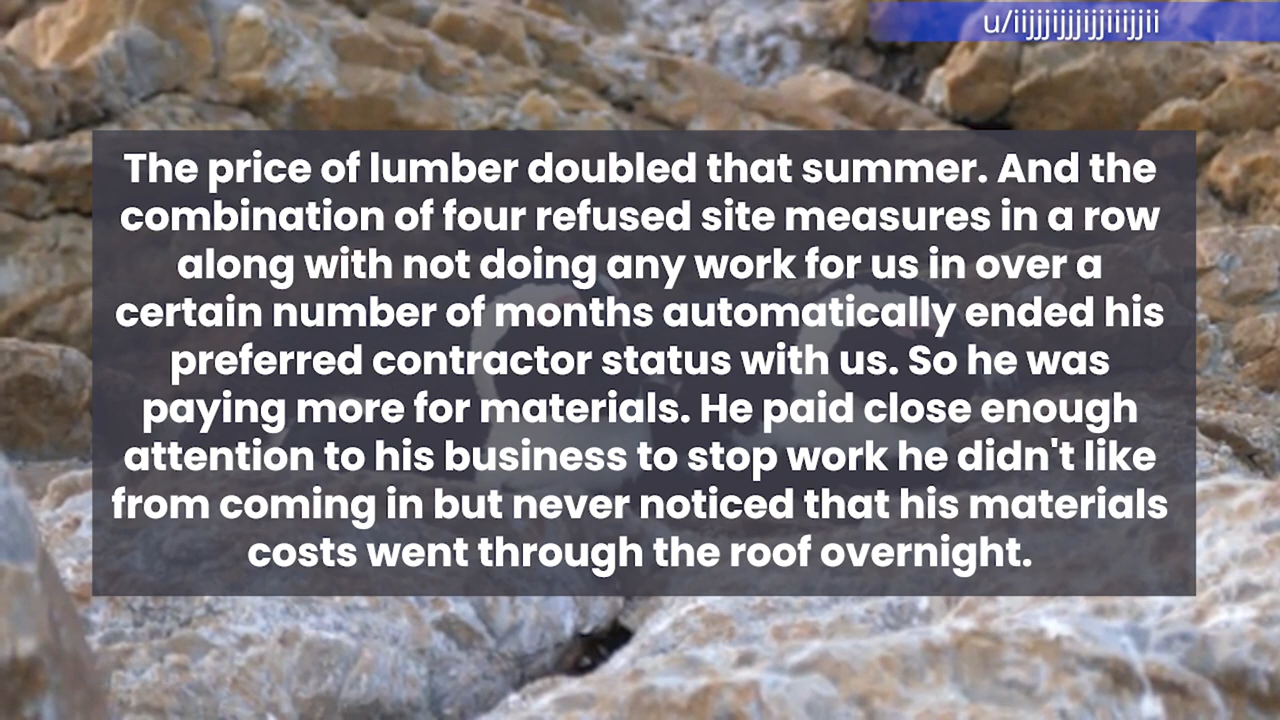 u/iijjjijjjijjiiijjii
The price of lumber doubled that summer. And the
combination of four refused site measures in a row
along with not doing any work for us in over a
certain number of months automatically ended his
preferred contractor status with us. So he was
paying more for materials. He paid close enough
attention to his business to stop work he didn't like
from coming in but never noticed that his materials
costs went through the roof overnight.